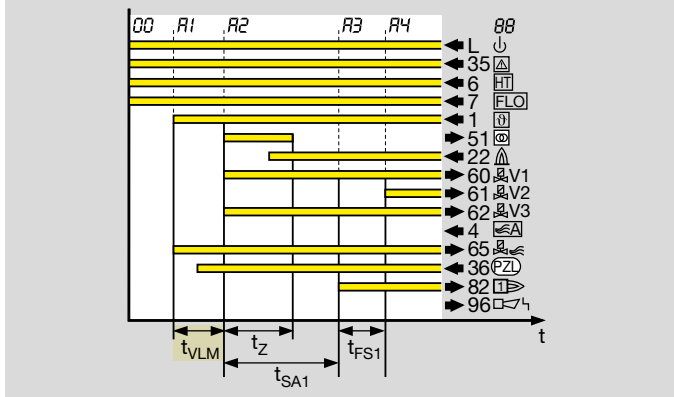 00 A1 A2 A3 A4 88
L
35
6 HT
7 FLO
1 ϑ
51
22
60 V1
61 V2
62 V3
4 A
65
36 PZL
82 1
96
t
tVLM tZ tFS1
tSA1